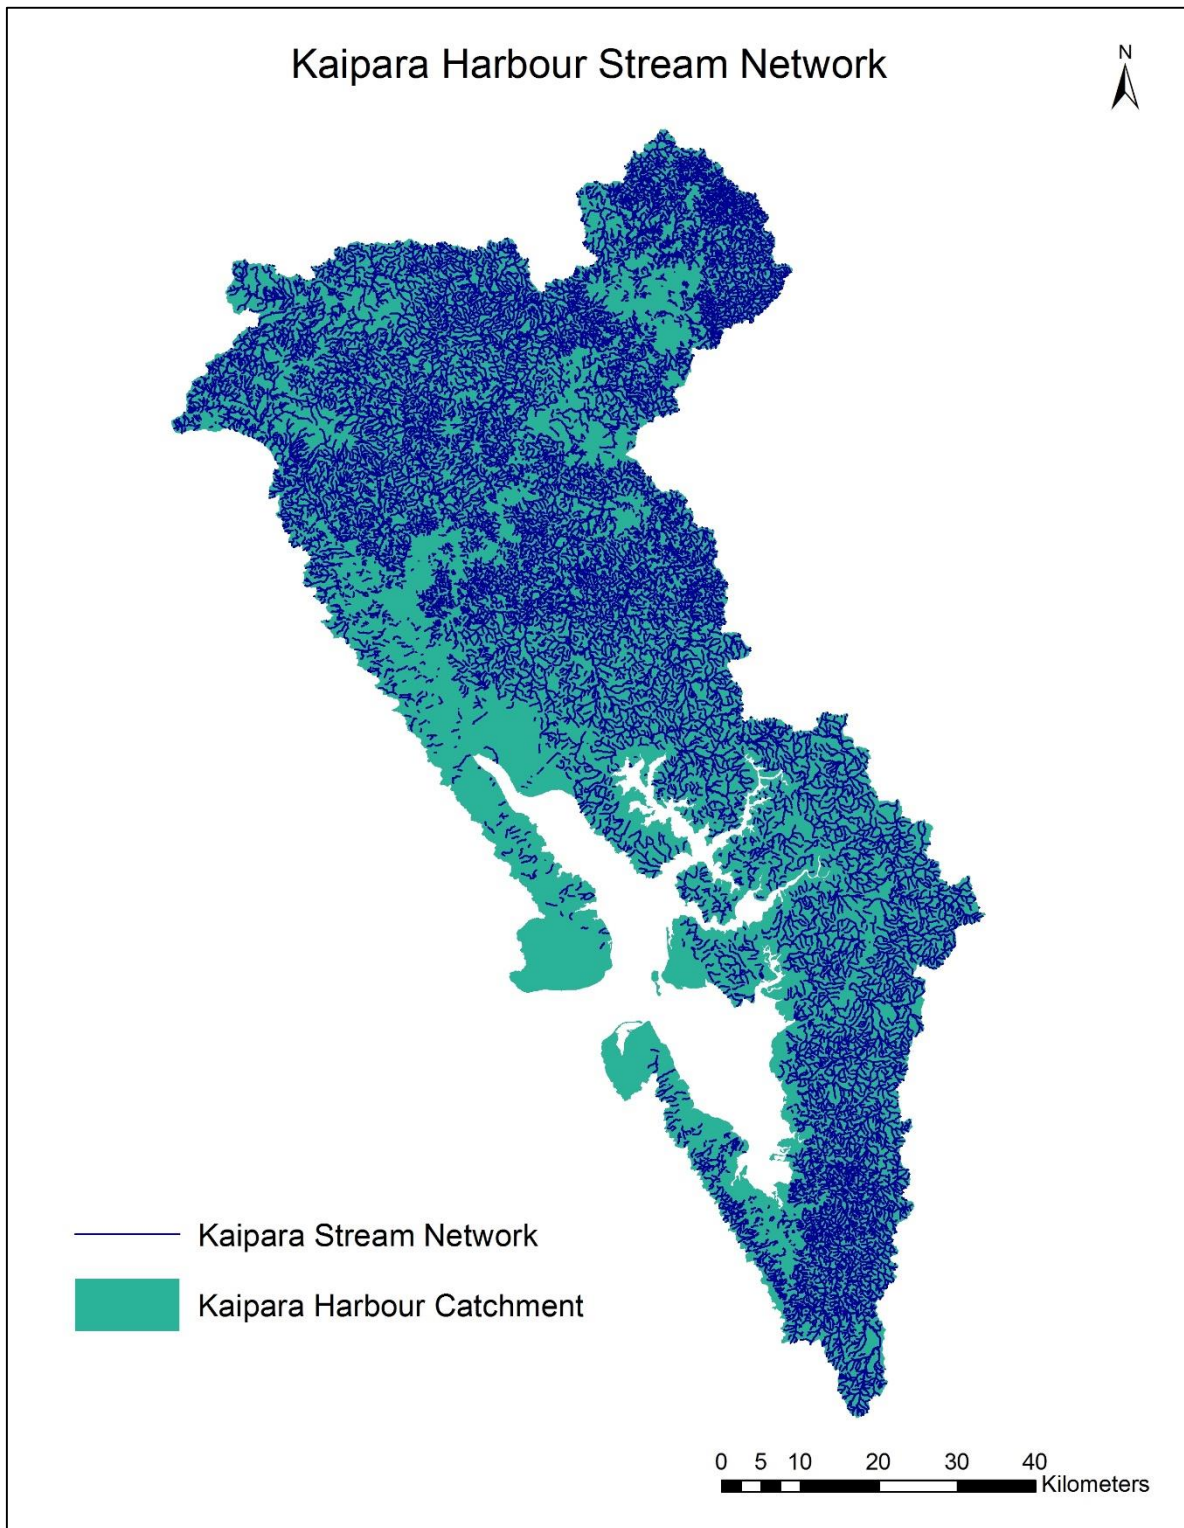 Kaipara Harbour Stream Network
N
Kaipara Stream Network
Kaipara Harbour Catchment
0 5 10 20 30 40
Kilometers